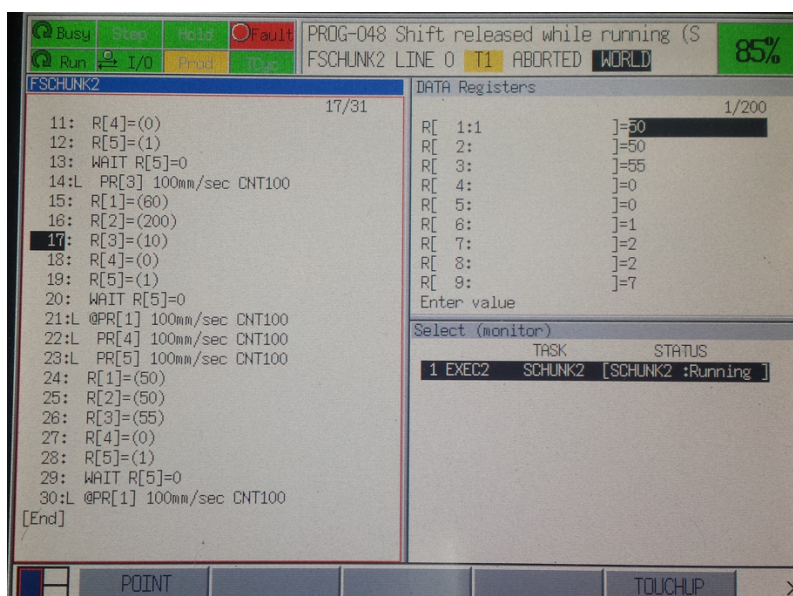 Busy Step Hold Fault
Run I/O Prod TCyc
PROG-048 Shift released while running (S
FSCHUNK2 LINE 0 T1 ABORTED WORLD
85%
FSCHUNK2
17/31
11: R[4]=(0)
12: R[5]=(1)
13: WAIT R[5]=0
14:L PR[3] 100mm/sec CNT100
15: R[1]=(60)
16: R[2]=(200)
17: R[3]=(10)
18: R[4]=(0)
19: R[5]=(1)
20: WAIT R[5]=0
21:L @PR[1] 100mm/sec CNT100
22:L PR[4] 100mm/sec CNT100
23:L PR[5] 100mm/sec CNT100
24: R[1]=(50)
25: R[2]=(50)
26: R[3]=(55)
27: R[4]=(0)
28: R[5]=(1)
29: WAIT R[5]=0
30:L @PR[1] 100mm/sec CNT100
[End]
DATA Registers
1/200
R[ 1:1 ]=50
R[ 2: ]=50
R[ 3: ]=55
R[ 4: ]=0
R[ 5: ]=0
R[ 6: ]=1
R[ 7: ]=2
R[ 8: ]=2
R[ 9: ]=7
Enter value
Select (monitor)
TASK STATUS
1 EXEC2 SCHUNK2 [SCHUNK2 :Running ]
POINT TOUCHUP >